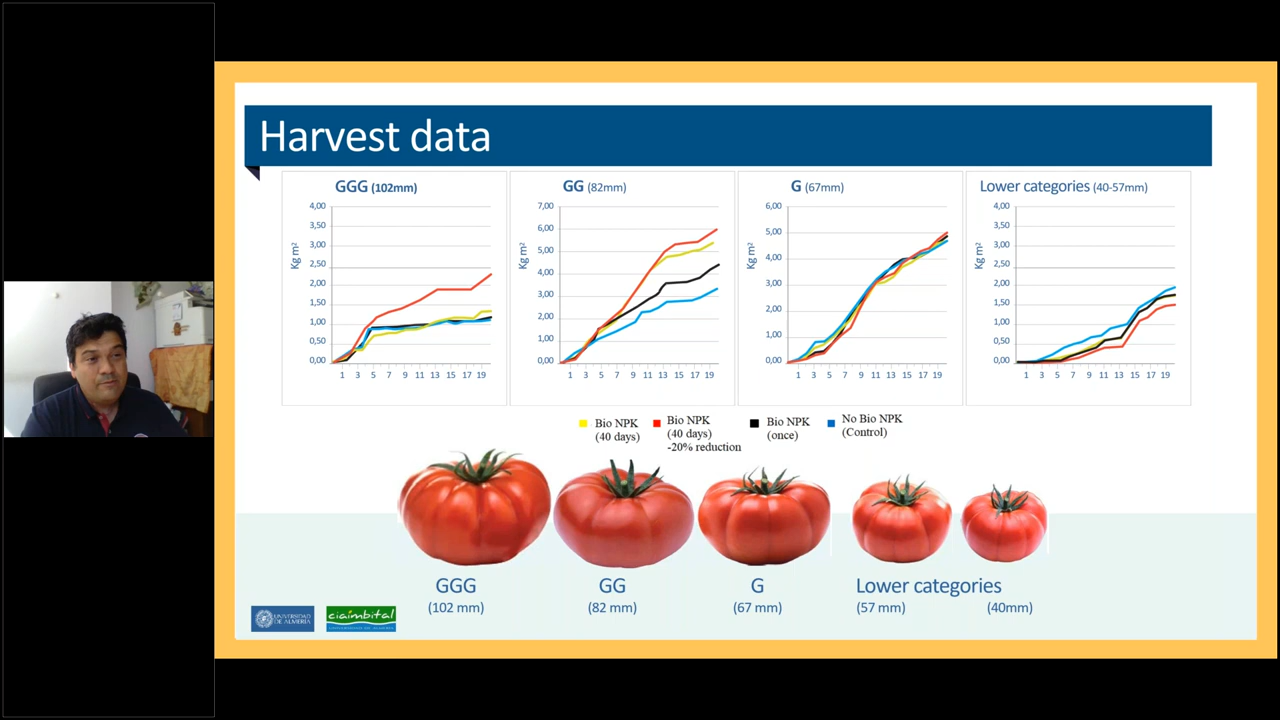 Harvest data
GGG (102mm)
4,00
3,50
3,00
2,50
2,00
1,50
1,00
0,50
0,00
Kg m²
1 3 5 7 9 11 13 15 17 19
GG (82mm)
7,00
6,00
5,00
4,00
3,00
2,00
1,00
0,00
Kg m²
1 3 5 7 9 11 13 15 17 19
G (67mm)
6,00
5,00
4,00
3,00
2,00
1,00
0,00
Kg m²
1 3 5 7 9 11 13 15 17 19
Lower categories (40-57mm)
4,00
3,50
3,00
2,50
2,00
1,50
1,00
0,50
0,00
Kg m²
1 3 5 7 9 11 13 15 17 19
Bio NPK
(40 days)
Bio NPK
(40 days)
-20% reduction
Bio NPK
(once)
No Bio NPK
(Control)
GGG
(102 mm)
GG
(82 mm)
G
(67 mm)
Lower categories
(57 mm)
(40mm)
UNIVERSIDAD
DE ALMERÍA
ciaimbital